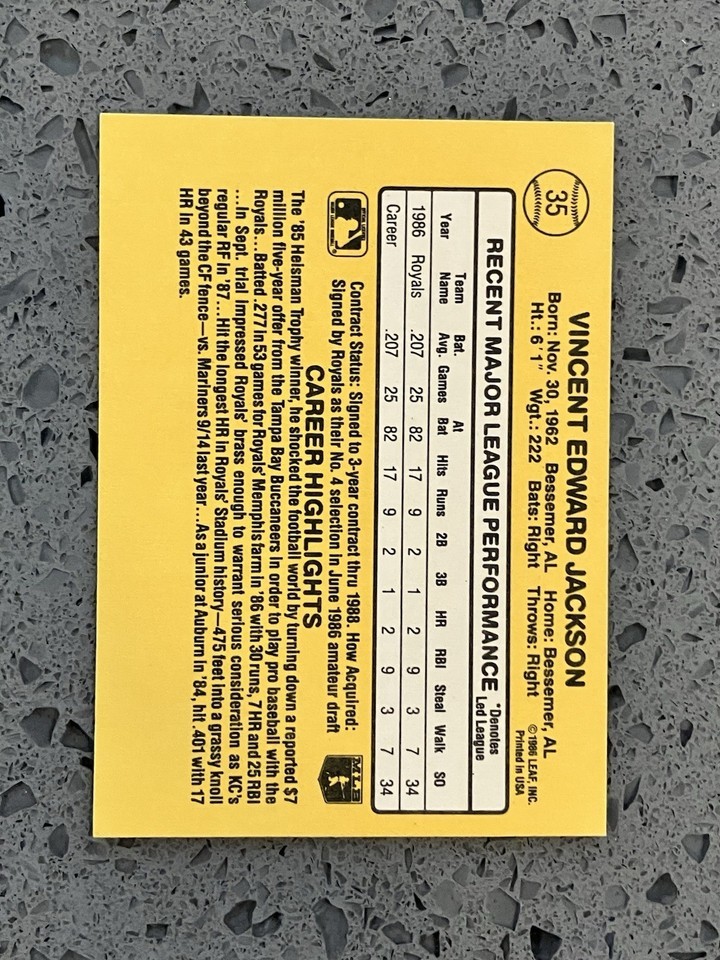 35
VINCENT EDWARD JACKSON
Born: Nov. 30, 1962 Bessemer, AL Home: Bessemer, AL
Ht.: 6'1" Wgt.: 222 Bats: Right Throws: Right
©1986 LEAF, INC.
Printed in USA
RECENT MAJOR LEAGUE PERFORMANCE
*Denotes
Led League
Year Team Name Bat. Avg. Games At Bat Hits Runs 2B 3B HR RBI Steal Walk SO
1986 Royals .207 25 82 17 9 2 1 2 9 3 7 34
Career .207 25 82 17 9 2 1 2 9 3 7 34
Contract Status: Signed to 3-year contract thru 1988. How Acquired:
Signed by Royals as their No. 4 selection in June 1986 amateur draft
MLB
CAREER HIGHLIGHTS
The '85 Heisman Trophy winner, he shocked the football world by turning down a reported $7
million five-year offer from the Tampa Bay Buccaneers in order to play pro baseball with the
Royals...Batted .277 in 53 games for Royals' Memphis farm in '86 with 30 runs, 7 HR and 25 RBI
...In Sept. trial impressed Royals' brass enough to warrant serious consideration as KC's
regular RF in '87...Hit the longest HR in Royals' Stadium history—475 feet into a grassy knoll
beyond the CF fence—vs. Mariners 9/14 last year...As a junior at Auburn in '84, hit .401 with 17
HR in 43 games.